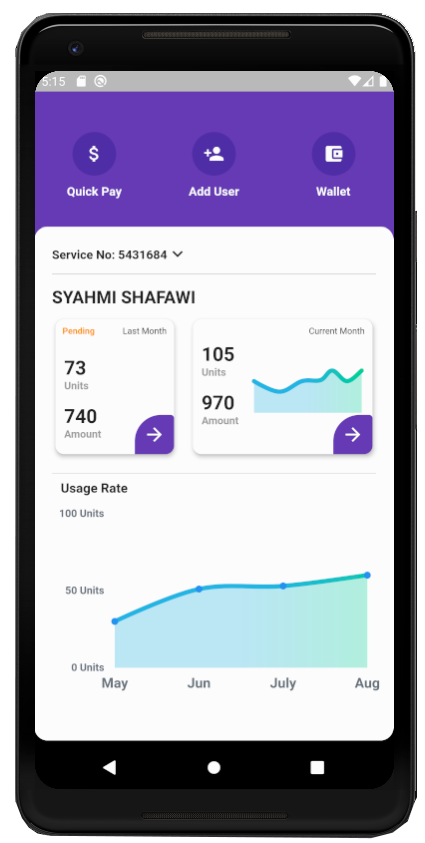 5:15
$
Quick Pay Add User Wallet
Service No: 5431684
SYAHMI SHAFAWI
Pending Last Month
73
Units
740
Amount
Current Month
105
Units
970
Amount
Usage Rate
100 Units
50 Units
0 Units
May Jun July Aug